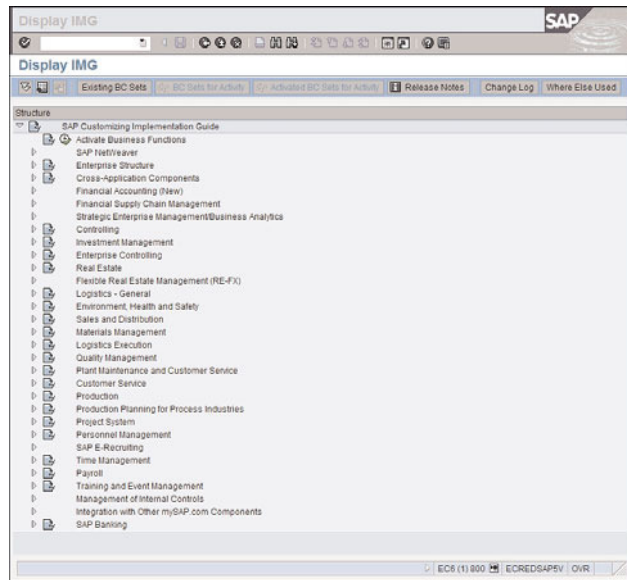 Display IMG
SAP
Display IMG
Existing BC Sets BC Sets for Activity Activated BC Sets for Activity Release Notes Change Log Where Else Used
Structure
SAP Customizing Implementation Guide
Activate Business Functions
SAP NetWeaver
Enterprise Structure
Cross-Application Components
Financial Accounting (New)
Financial Supply Chain Management
Strategic Enterprise Management/Business Analytics
Controlling
Investment Management
Enterprise Controlling
Real Estate
Flexible Real Estate Management (RE-FX)
Logistics - General
Environment, Health and Safety
Sales and Distribution
Materials Management
Logistics Execution
Quality Management
Plant Maintenance and Customer Service
Customer Service
Production
Production Planning for Process Industries
Project System
Personnel Management
SAP E-Recruiting
Time Management
Payroll
Training and Event Management
Management of Internal Controls
Integration with Other mySAP.com Components
SAP Banking
EC6 (1) 800 ECREDSAP5V OVR